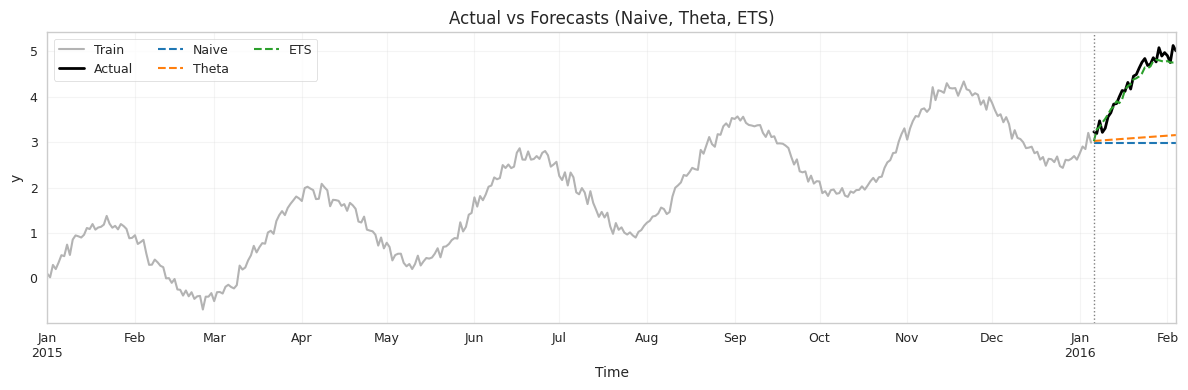 Actual vs Forecasts (Naive, Theta, ETS)
Train Naive ETS
Actual Theta
5
4
3
2
1
0
y
Jan Feb Mar Apr May Jun Jul Aug Sep Oct Nov Dec Jan Feb
2015 2016
Time